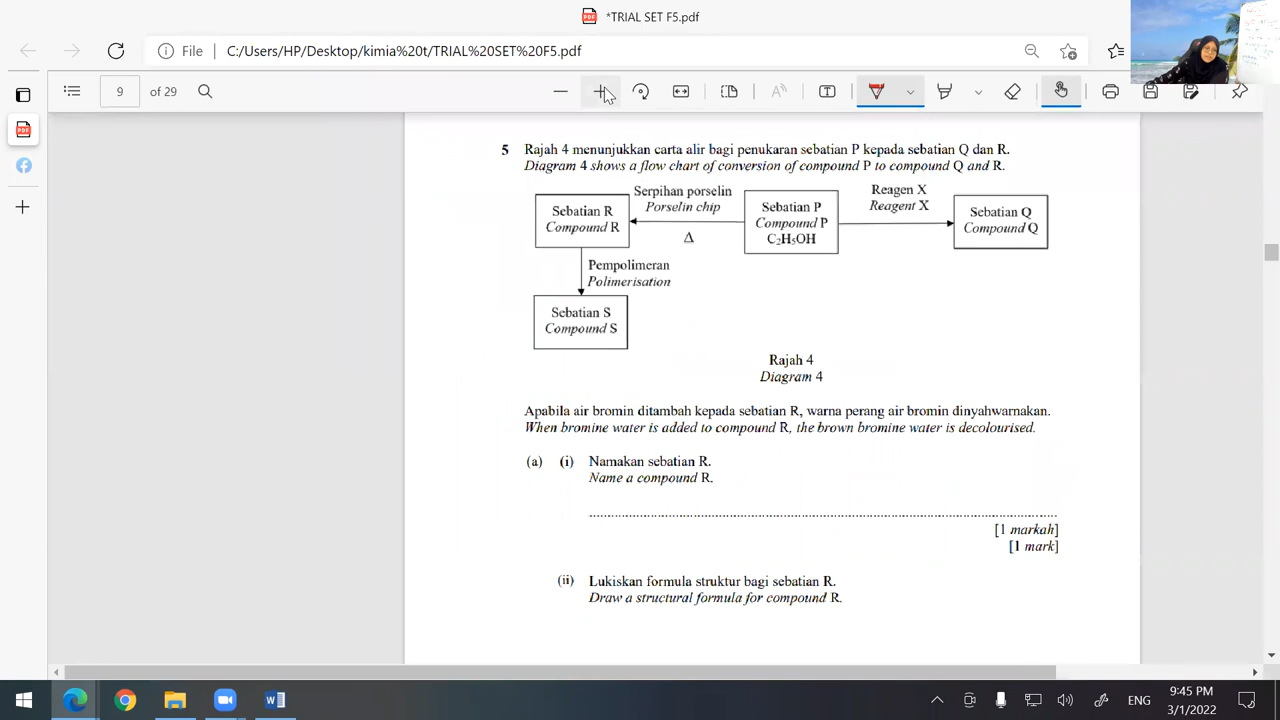 *TRIAL SET F5.pdf
File
C:/Users/HP/Desktop/kimia%20t/TRIAL%20SET%20F5.pdf
9
of 29
5 Rajah 4 menunjukkan carta alir bagi penukaran sebatian P kepada sebatian Q dan R.
Diagram 4 shows a flow chart of conversion of compound P to compound Q and R.
Sebatian R
Compound R
Serpihan porselin
Porselin chip
Δ
Sebatian P
Compound P
C₂H₅OH
Reagen X
Reagent X
Sebatian Q
Compound Q
Pempolimeran
Polimerisation
Sebatian S
Compound S
Rajah 4
Diagram 4
Apabila air bromin ditambah kepada sebatian R, warna perang air bromin dinyahwarnakan.
When bromine water is added to compound R, the brown bromine water is decolourised.
(a) (i) Namakan sebatian R.
Name a compound R.
[1 markah]
[1 mark]
(ii) Lukiskan formula struktur bagi sebatian R.
Draw a structural formula for compound R.
ENG
9:45 PM
3/1/2022